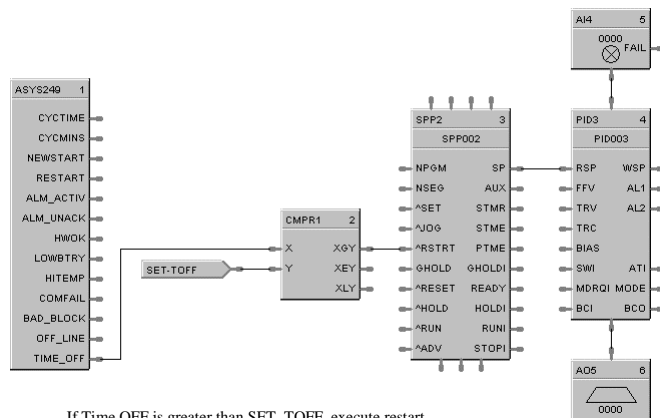 AI4 5
0000
FAIL
ASYS249 1
CYCTIME
CYCMINS
NEWSTART
RESTART
ALM_ACTIV
ALM_UNACK
HWOK
LOWBTRY
HITEMP
COMFAIL
BAD_BLOCK
OFF_LINE
TIME_OFF
SET-TOFF
CMPR1 2
X XGY
Y XEY
XLY
SPP2 3
SPP002
NPGM SP
NSEG AUX
^SET STMR
^JOG STME
^RSTRT PTME
GHOLD GHOLDI
^RESET READY
^HOLD HOLDI
^RUN RUNI
^ADV STOPI
PID3 4
PID003
RSP WSP
FFV AL1
TRV AL2
TRC
BIAS
SWI ATI
MDRQI MODE
BCI BCO
AO5 6
0000
If Time OFF is greater than SET_TOFF, execute restart